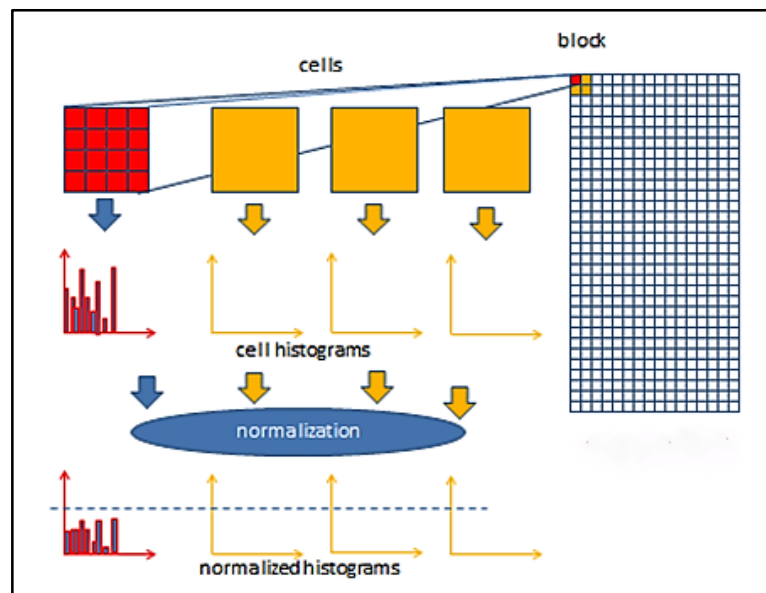 block
cells
cell histograms
normalization
normalized histograms